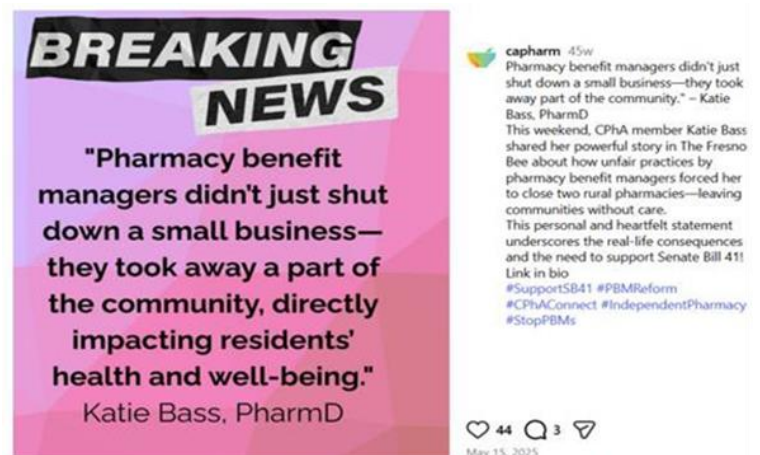 BREAKING
NEWS
"Pharmacy benefit
managers didn't just shut
down a small business—
they took away a part of
the community, directly
impacting residents'
health and well-being."
Katie Bass, PharmD
capharm 45w
Pharmacy benefit managers didn't just
shut down a small business—they took
away part of the community." – Katie
Bass, PharmD
This weekend, CPhA member Katie Bass
shared her powerful story in The Fresno
Bee about how unfair practices by
pharmacy benefit managers forced her
to close two rural pharmacies—leaving
communities without care.
This personal and heartfelt statement
underscores the real-life consequences
and the need to support Senate Bill 41!
Link in bio
#SupportSB41 #PBMReform
#CPhAConnect #IndependentPharmacy
#StopPBMs
44 3
May 15, 2025